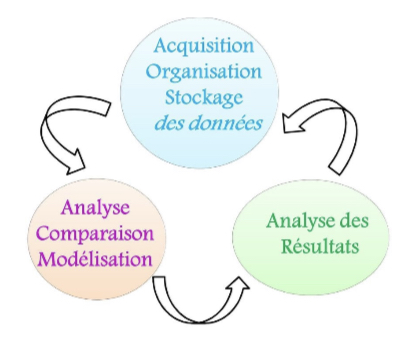 Acquisition
Organisation
Stockage
des données
Analyse
Comparaison
Modélisation
Analyse des
Résultats